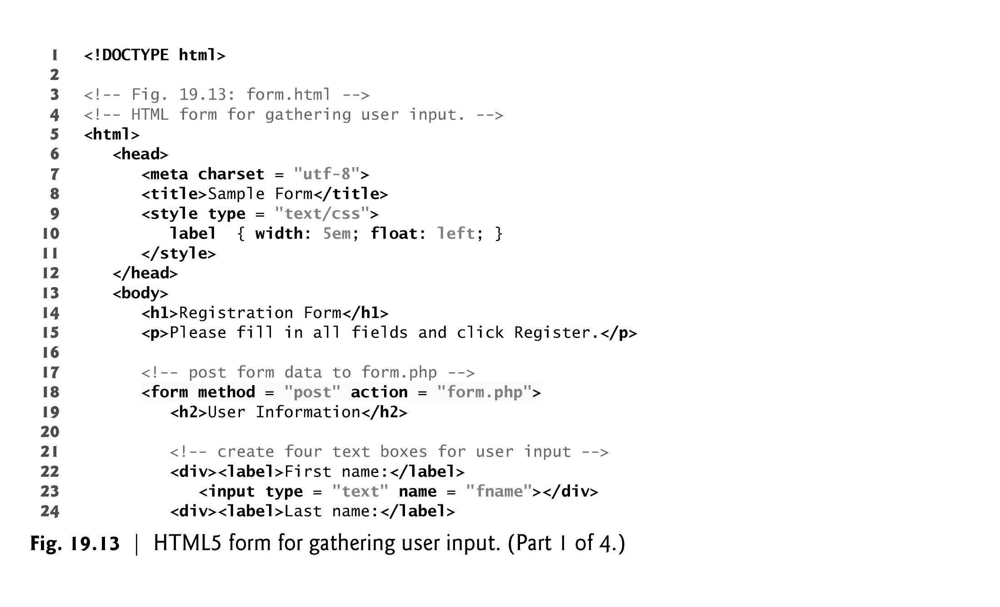 1 <!DOCTYPE html>
2
3 <!-- Fig. 19.13: form.html -->
4 <!-- HTML form for gathering user input. -->
5 <html>
6 <head>
7 <meta charset = "utf-8">
8 <title>Sample Form</title>
9 <style type = "text/css">
10 label { width: 5em; float: left; }
11 </style>
12 </head>
13 <body>
14 <h1>Registration Form</h1>
15 <p>Please fill in all fields and click Register.</p>
16
17 <!-- post form data to form.php -->
18 <form method = "post" action = "form.php">
19 <h2>User Information</h2>
20
21 <!-- create four text boxes for user input -->
22 <div><label>First name:</label>
23 <input type = "text" name = "fname"></div>
24 <div><label>Last name:</label>
Fig. 19.13 | HTML5 form for gathering user input. (Part 1 of 4.)